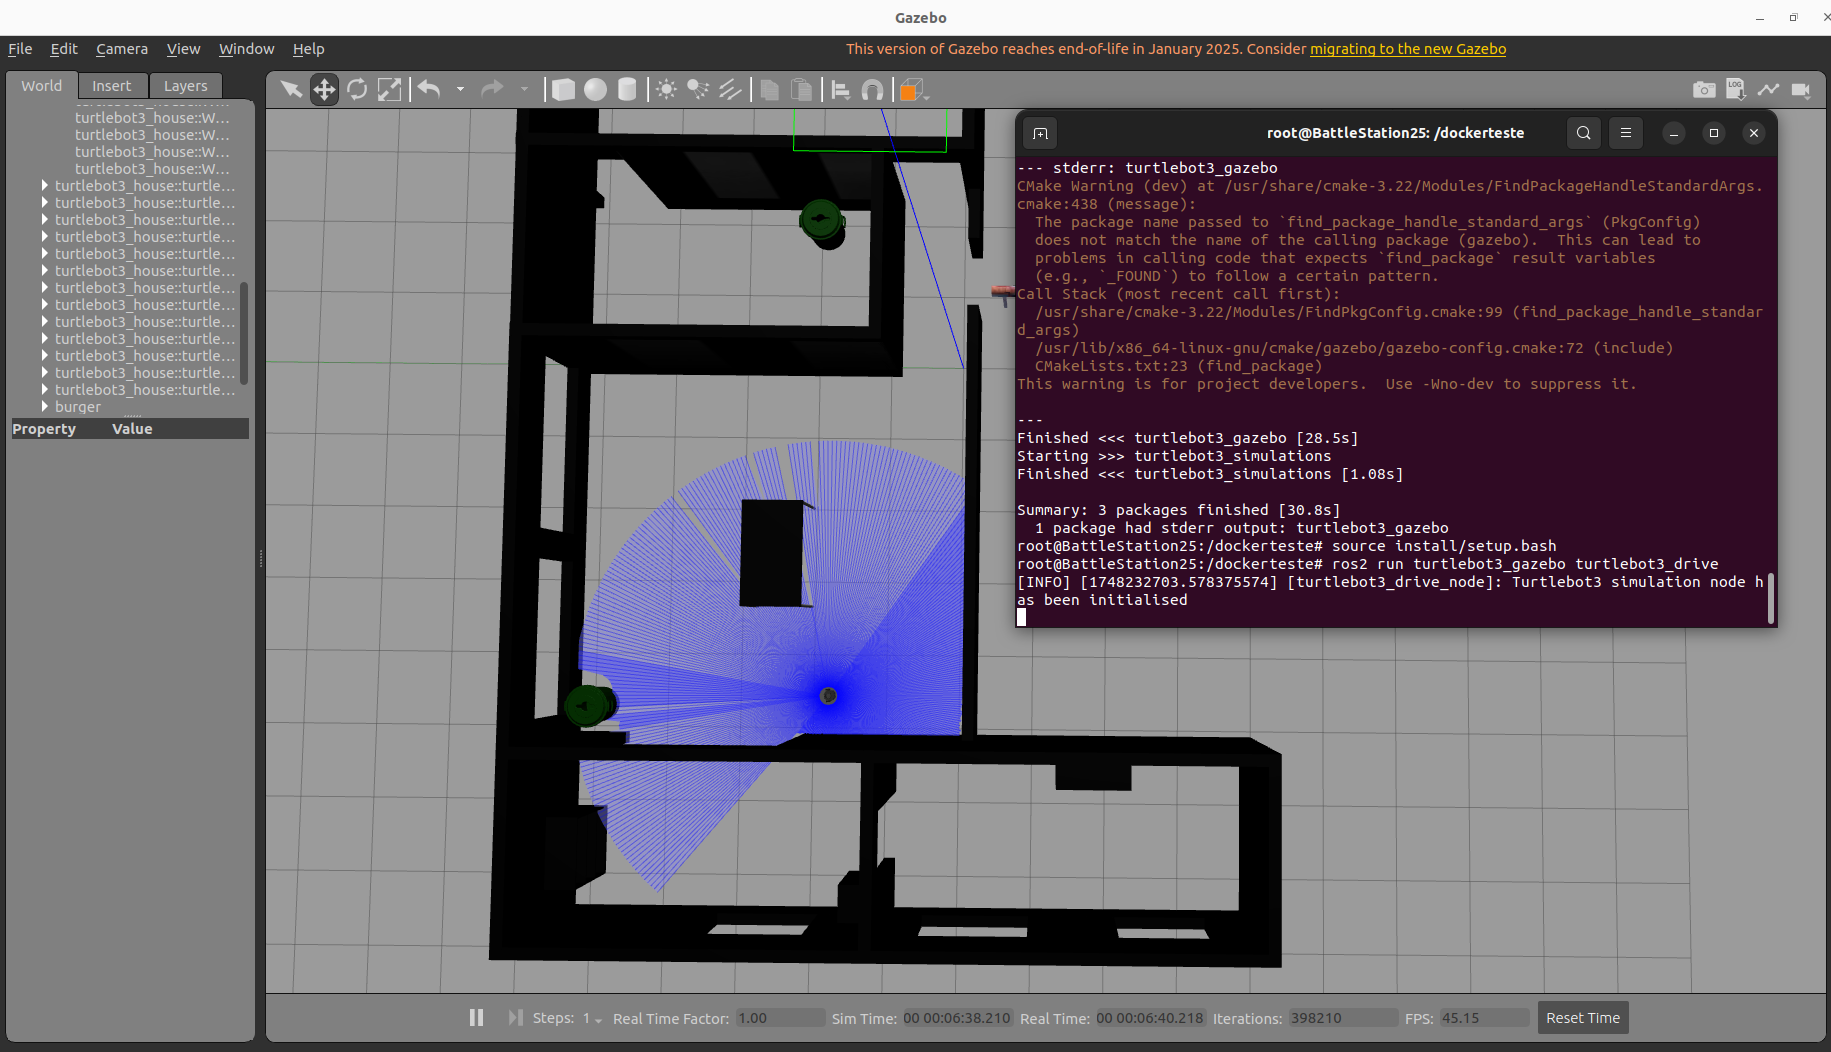 Gazebo
File Edit Camera View Window Help
This version of Gazebo reaches end-of-life in January 2025. Consider migrating to the new Gazebo
World Insert Layers
turtlebot3_house::W...
turtlebot3_house::W...
turtlebot3_house::W...
turtlebot3_house::W...
turtlebot3_house::turtle...
turtlebot3_house::turtle...
turtlebot3_house::turtle...
turtlebot3_house::turtle...
turtlebot3_house::turtle...
turtlebot3_house::turtle...
turtlebot3_house::turtle...
turtlebot3_house::turtle...
turtlebot3_house::turtle...
turtlebot3_house::turtle...
turtlebot3_house::turtle...
turtlebot3_house::turtle...
turtlebot3_house::turtle...
burger
Property Value
LOG
root@BattleStation25: /dockerteste
--- stderr: turtlebot3_gazebo
CMake Warning (dev) at /usr/share/cmake-3.22/Modules/FindPackageHandleStandardArgs.
cmake:438 (message):
The package name passed to `find_package_handle_standard_args` (PkgConfig)
does not match the name of the calling package (gazebo).  This can lead to
problems in calling code that expects `find_package` result variables
(e.g., `_FOUND`) to follow a certain pattern.
Call Stack (most recent call first):
/usr/share/cmake-3.22/Modules/FindPkgConfig.cmake:99 (find_package_handle_standar
d_args)
/usr/lib/x86_64-linux-gnu/cmake/gazebo/gazebo-config.cmake:72 (include)
CMakeLists.txt:23 (find_package)
This warning is for project developers.  Use -Wno-dev to suppress it.
---
Finished <<< turtlebot3_gazebo [28.5s]
Starting >>> turtlebot3_simulations
Finished <<< turtlebot3_simulations [1.08s]
Summary: 3 packages finished [30.8s]
1 package had stderr output: turtlebot3_gazebo
root@BattleStation25:/dockerteste# source install/setup.bash
root@BattleStation25:/dockerteste# ros2 run turtlebot3_gazebo turtlebot3_drive
[INFO] [1748232703.578375574] [turtlebot3_drive_node]: Turtlebot3 simulation node h
as been initialised
Steps: 1 Real Time Factor: 1.00 Sim Time: 00 00:06:38.210 Real Time: 00 00:06:40.218 Iterations: 398210 FPS: 45.15 Reset Time